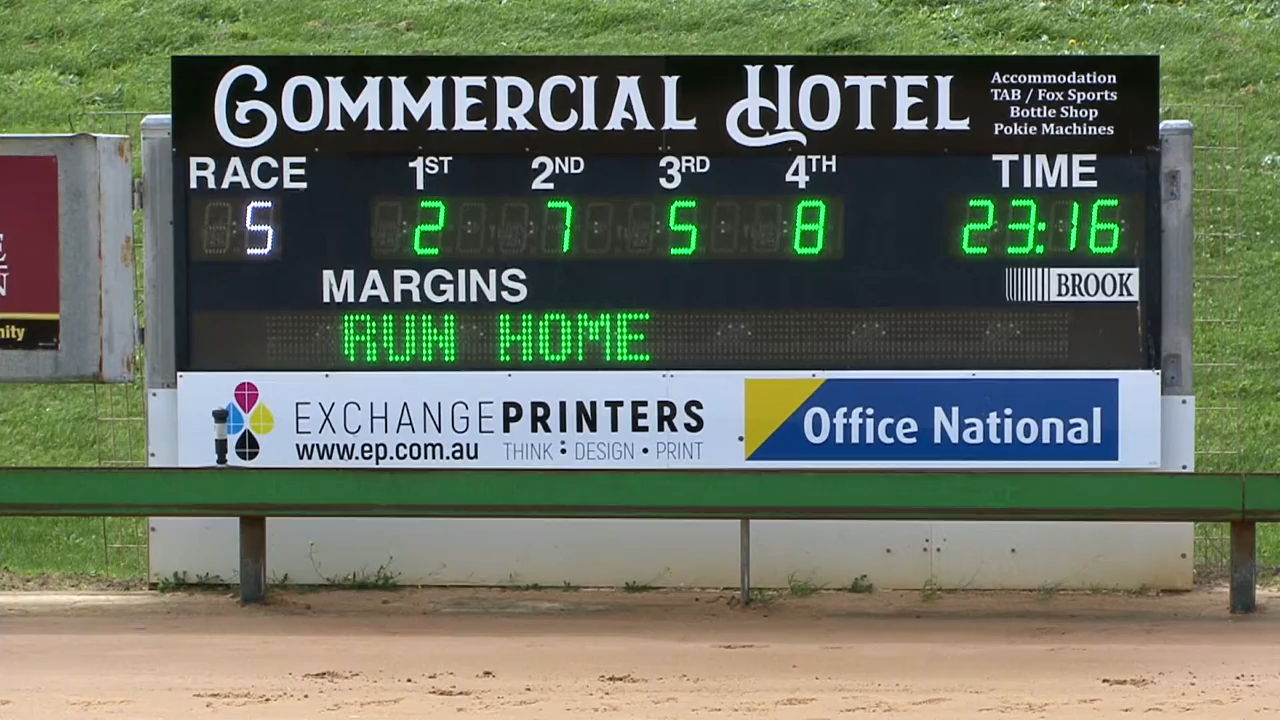 COMMERCIAL HOTEL
Accommodation
TAB / Fox Sports
Bottle Shop
Pokie Machines
RACE 1ST 2ND 3RD 4TH TIME
5 2 7 5 8 23:16
MARGINS
BROOK
RUN HOME
nity
EXCHANGEPRINTERS
www.ep.com.au THINK : DESIGN • PRINT
Office National